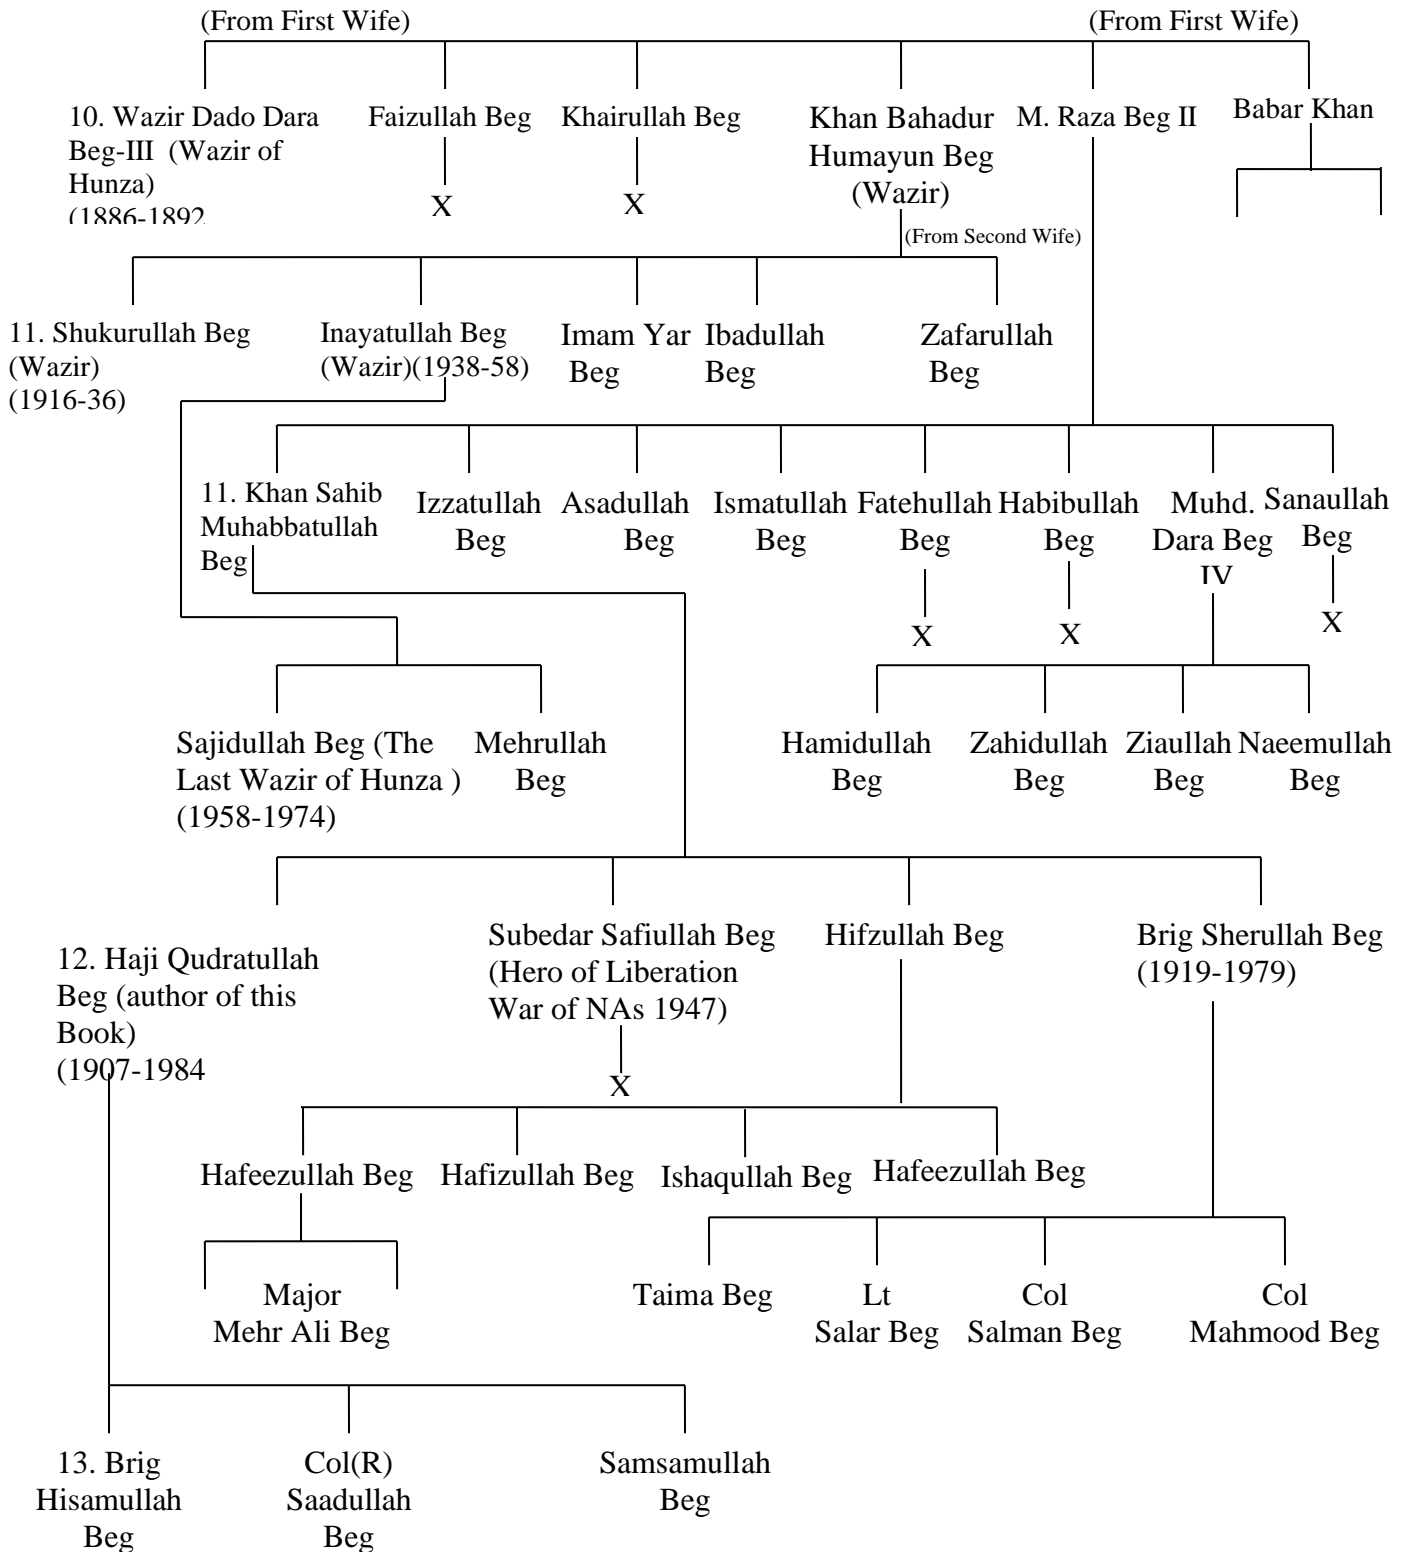 (From First Wife)
(From First Wife)
10. Wazir Dado Dara
Beg-III (Wazir of
Hunza)
(1886-1892
Faizullah Beg
X
Khairullah Beg
X
Khan Bahadur
Humayun Beg
(Wazir)
M. Raza Beg II
Babar Khan
(From Second Wife)
11. Shukurullah Beg
(Wazir)
(1916-36)
Inayatullah Beg
(Wazir)(1938-58)
Imam Yar
Beg
Ibadullah
Beg
Zafarullah
Beg
11. Khan Sahib
Muhabbatullah
Beg
Izzatullah
Beg
Asadullah
Beg
Ismatullah
Beg
Fatehullah
Beg
X
Habibullah
Beg
X
Muhd.
Dara Beg
IV
Sanaullah
Beg
X
Sajidullah Beg (The
Last Wazir of Hunza )
(1958-1974)
Mehrullah
Beg
Hamidullah
Beg
Zahidullah
Beg
Ziaullah
Beg
Naeemullah
Beg
12. Haji Qudratullah
Beg (author of this
Book)
(1907-1984
Subedar Safiullah Beg
(Hero of Liberation
War of NAs 1947)
X
Hifzullah Beg
Brig Sherullah Beg
(1919-1979)
Hafeezullah Beg
Hafizullah Beg
Ishaqullah Beg
Hafeezullah Beg
Major
Mehr Ali Beg
Taima Beg
Lt
Salar Beg
Col
Salman Beg
Col
Mahmood Beg
13. Brig
Hisamullah
Beg
Col(R)
Saadullah
Beg
Samsamullah
Beg